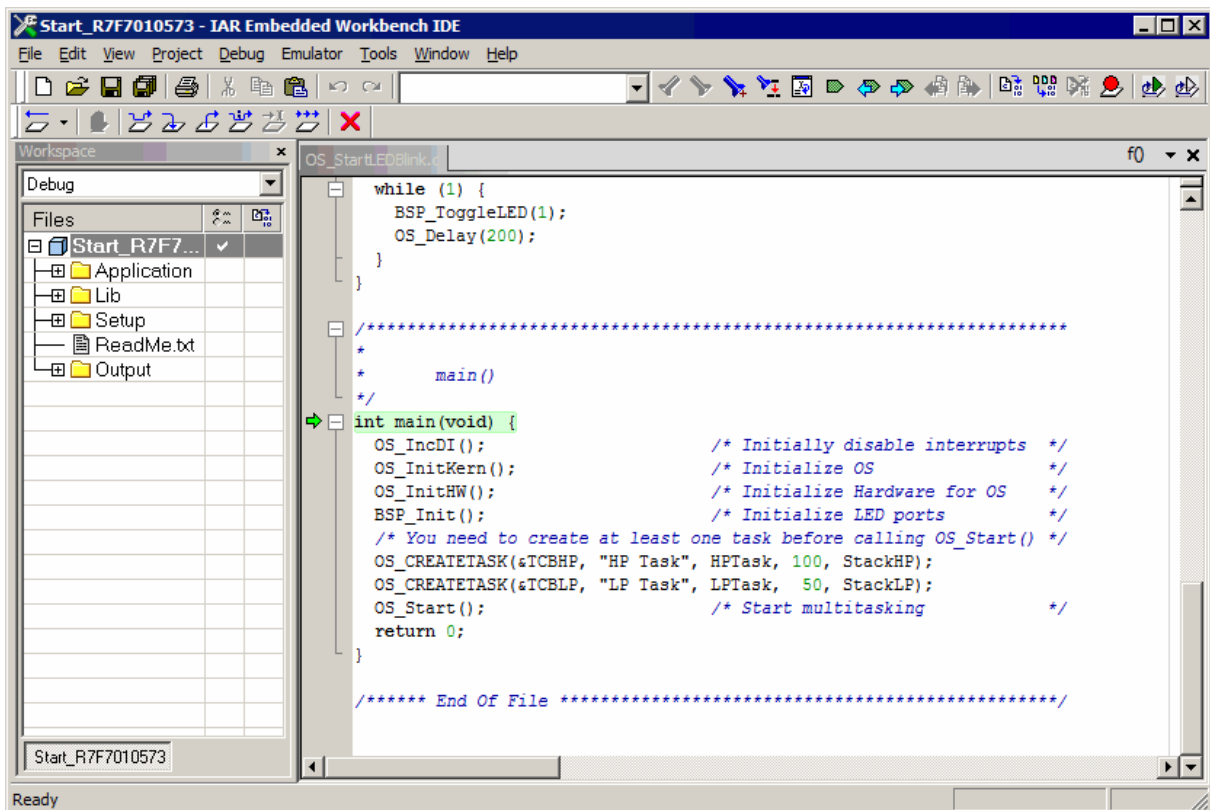 Start_R7F7010573 - IAR Embedded Workbench IDE
File Edit View Project Debug Emulator Tools Window Help
Workspace
OS_StartLEDBlink.c
f()
Debug
Files
Start_R7F7...
Application
Lib
Setup
ReadMe.txt
Output
while (1) {
BSP_ToggleLED(1);
OS_Delay(200);
}
}
/*********************************************************************
*
*       main()
*/
int main(void) {
OS_IncDI();                      /* Initially disable interrupts  */
OS_InitKern();                   /* Initialize OS                 */
OS_InitHW();                     /* Initialize Hardware for OS    */
BSP_Init();                      /* Initialize LED ports          */
/* You need to create at least one task before calling OS_Start() */
OS_CREATETASK(&TCBHP, "HP Task", HPTask, 100, StackHP);
OS_CREATETASK(&TCBLP, "LP Task", LPTask,  50, StackLP);
OS_Start();                      /* Start multitasking            */
return 0;
}
/****** End Of File *************************************************/
Start_R7F7010573
Ready